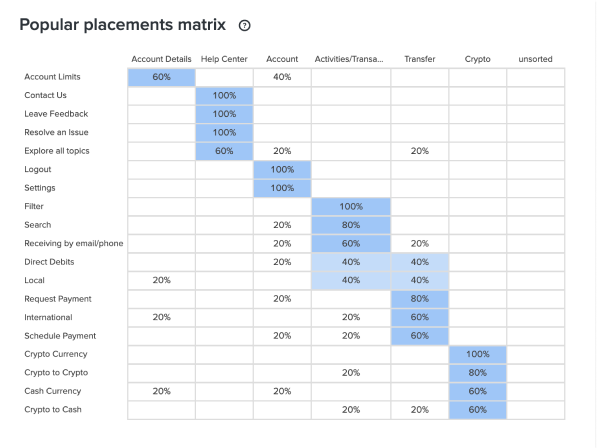 Popular placements matrix ?
Account Details Help Center Account Activities/Transa... Transfer Crypto unsorted
Account Limits 60% 40%
Contact Us 100%
Leave Feedback 100%
Resolve an Issue 100%
Explore all topics 60% 20% 20%
Logout 100%
Settings 100%
Filter 100%
Search 20% 80%
Receiving by email/phone 20% 60% 20%
Direct Debits 20% 40% 40%
Local 20% 40% 40%
Request Payment 20% 80%
International 20% 20% 60%
Schedule Payment 20% 20% 60%
Crypto Currency 100%
Crypto to Crypto 20% 80%
Cash Currency 20% 20% 60%
Crypto to Cash 20% 20% 60%